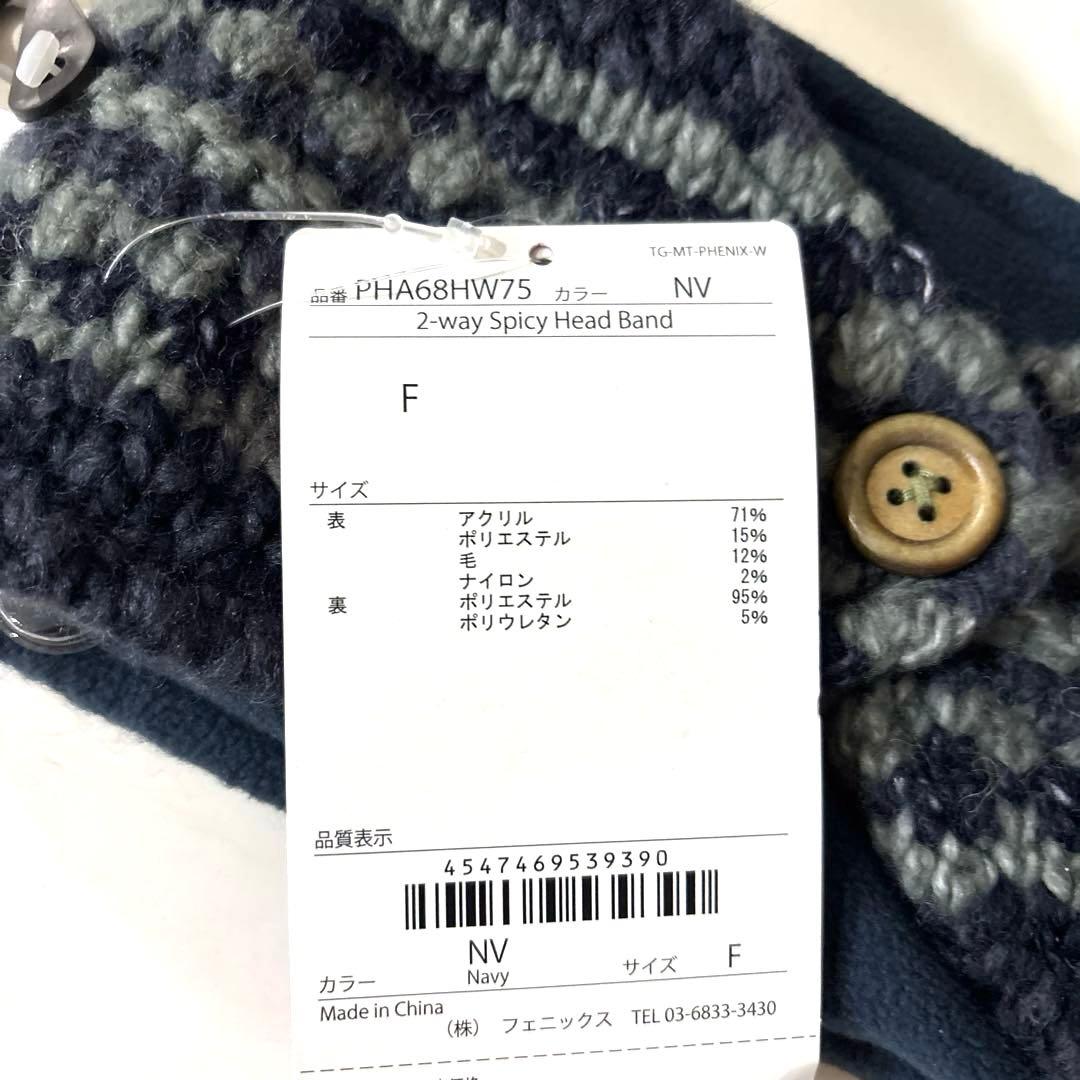 TG-MT-PHENIX-W
品番 PHA68HW75 カラー NV
2-way Spicy Head Band
F
サイズ
表 アクリル 71%
ポリエステル 15%
毛 12%
ナイロン 2%
裏 ポリエステル 95%
ポリウレタン 5%
品質表示
4547469539390
カラー NV Navy サイズ F
Made in China (株) フェニックス TEL 03-6833-3430